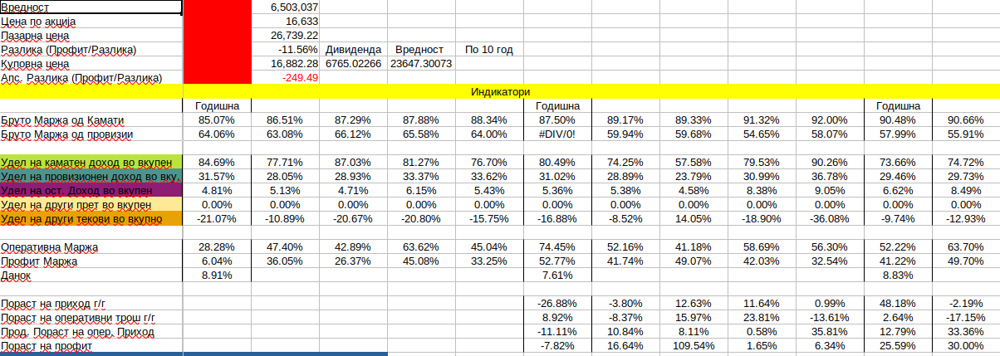 Вредност 6,503,037
Цена по акција 16,633
Пазарна цена 26,739.22
Разлика (Профит/Разлика) -11.56% Дивиденда Вредност По 10 год
Куповна цена 16,882.28 6765.02266 23647.30073
Апс. Разлика (Профит/Разлика) -249.49
Индикатори
Годишна Годишна Годишна
Бруто Маржа од Камати 85.07% 86.51% 87.29% 87.88% 88.34% 87.50% 89.17% 89.33% 91.32% 92.00% 90.48% 90.66%
Бруто Маржа од провизии 64.06% 63.08% 66.12% 65.58% 64.00% #DIV/0! 59.94% 59.68% 54.65% 58.07% 57.99% 55.91%
Удел на каматен доход во вкупен 84.69% 77.71% 87.03% 81.27% 76.70% 80.49% 74.25% 57.58% 79.53% 90.26% 73.66% 74.72%
Удел на провизионен доход во вку. 31.57% 28.05% 28.93% 33.37% 33.62% 31.02% 28.89% 23.79% 30.99% 36.78% 29.46% 29.73%
Удел на ост. Доход во вкупен 4.81% 5.13% 4.71% 6.15% 5.43% 5.36% 5.38% 4.58% 8.38% 9.05% 6.62% 8.49%
Удел на други прет во вкупен 0.00% 0.00% 0.00% 0.00% 0.00% 0.00% 0.00% 0.00% 0.00% 0.00% 0.00% 0.00%
Удел на други текови во вкупно -21.07% -10.89% -20.67% -20.80% -15.75% -16.88% -8.52% 14.05% -18.90% -36.08% -9.74% -12.93%
Оперативна Маржа 28.28% 47.40% 42.89% 63.62% 45.04% 74.45% 52.16% 41.18% 58.69% 56.30% 52.22% 63.70%
Профит Маржа 6.04% 36.05% 26.37% 45.08% 33.25% 52.77% 41.74% 49.07% 42.03% 32.54% 41.22% 49.70%
Данок 8.91% 7.61% 8.83%
Пораст на приход г/г -26.88% -3.80% 12.63% 11.64% 0.99% 48.18% -2.19%
Пораст на оперативни трош г/г 8.92% -8.37% 15.97% 23.81% -13.61% 2.64% -17.15%
Прод. Пораст на опер. Приход -11.11% 10.84% 8.11% 0.58% 35.81% 12.79% 33.36%
Пораст на профит -7.82% 16.64% 109.54% 1.65% 6.34% 25.59% 30.00%